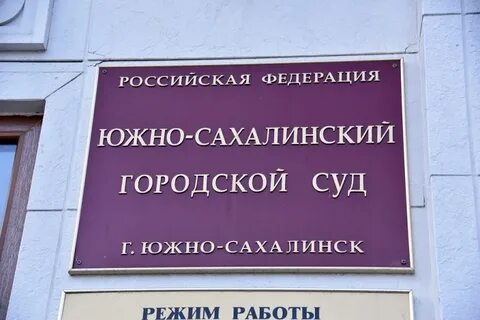 РОССИЙСКАЯ ФЕДЕРАЦИЯ
ЮЖНО-САХАЛИНСКИЙ
ГОРОДСКОЙ СУД
Г. ЮЖНО-САХАЛИНСК
РЕЖИМ РАБОТЫ